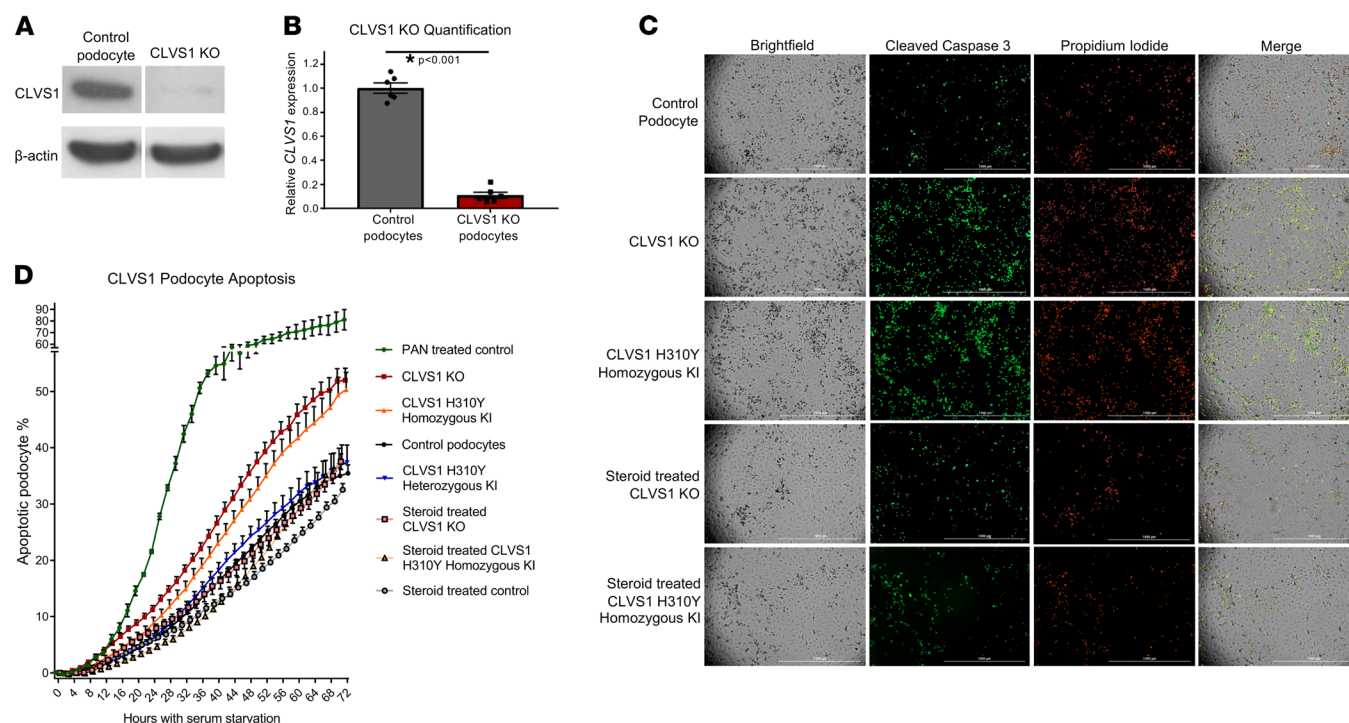 A
Control
podocyte
CLVS1 KO
CLVS1
β-actin
B
CLVS1 KO Quantification
* p<0.001
Relative CLVS1 expression
1.2
1.0
0.8
0.6
0.4
0.2
0.0
Control
podocytes
CLVS1 KO
podocytes
C
Brightfield
Cleaved Caspase 3
Propidium Iodide
Merge
Control
Podocyte
CLVS1 KO
CLVS1 H310Y
Homozygous KI
Steroid treated
CLVS1 KO
Steroid treated
CLVS1 H310Y
Homozygous KI
D
CLVS1 Podocyte Apoptosis
Apoptotic podocyte %
90
80
70
60
50
40
30
20
10
0
0 4 8 12 16 20 24 28 32 36 40 44 48 52 56 60 64 68 72
Hours with serum starvation
PAN treated control
CLVS1 KO
CLVS1 H310Y
Homozygous KI
Control podocytes
CLVS1 H310Y
Heterozygous KI
Steroid treated
CLVS1 KO
Steroid treated CLVS1
H310Y Homozygous KI
Steroid treated control